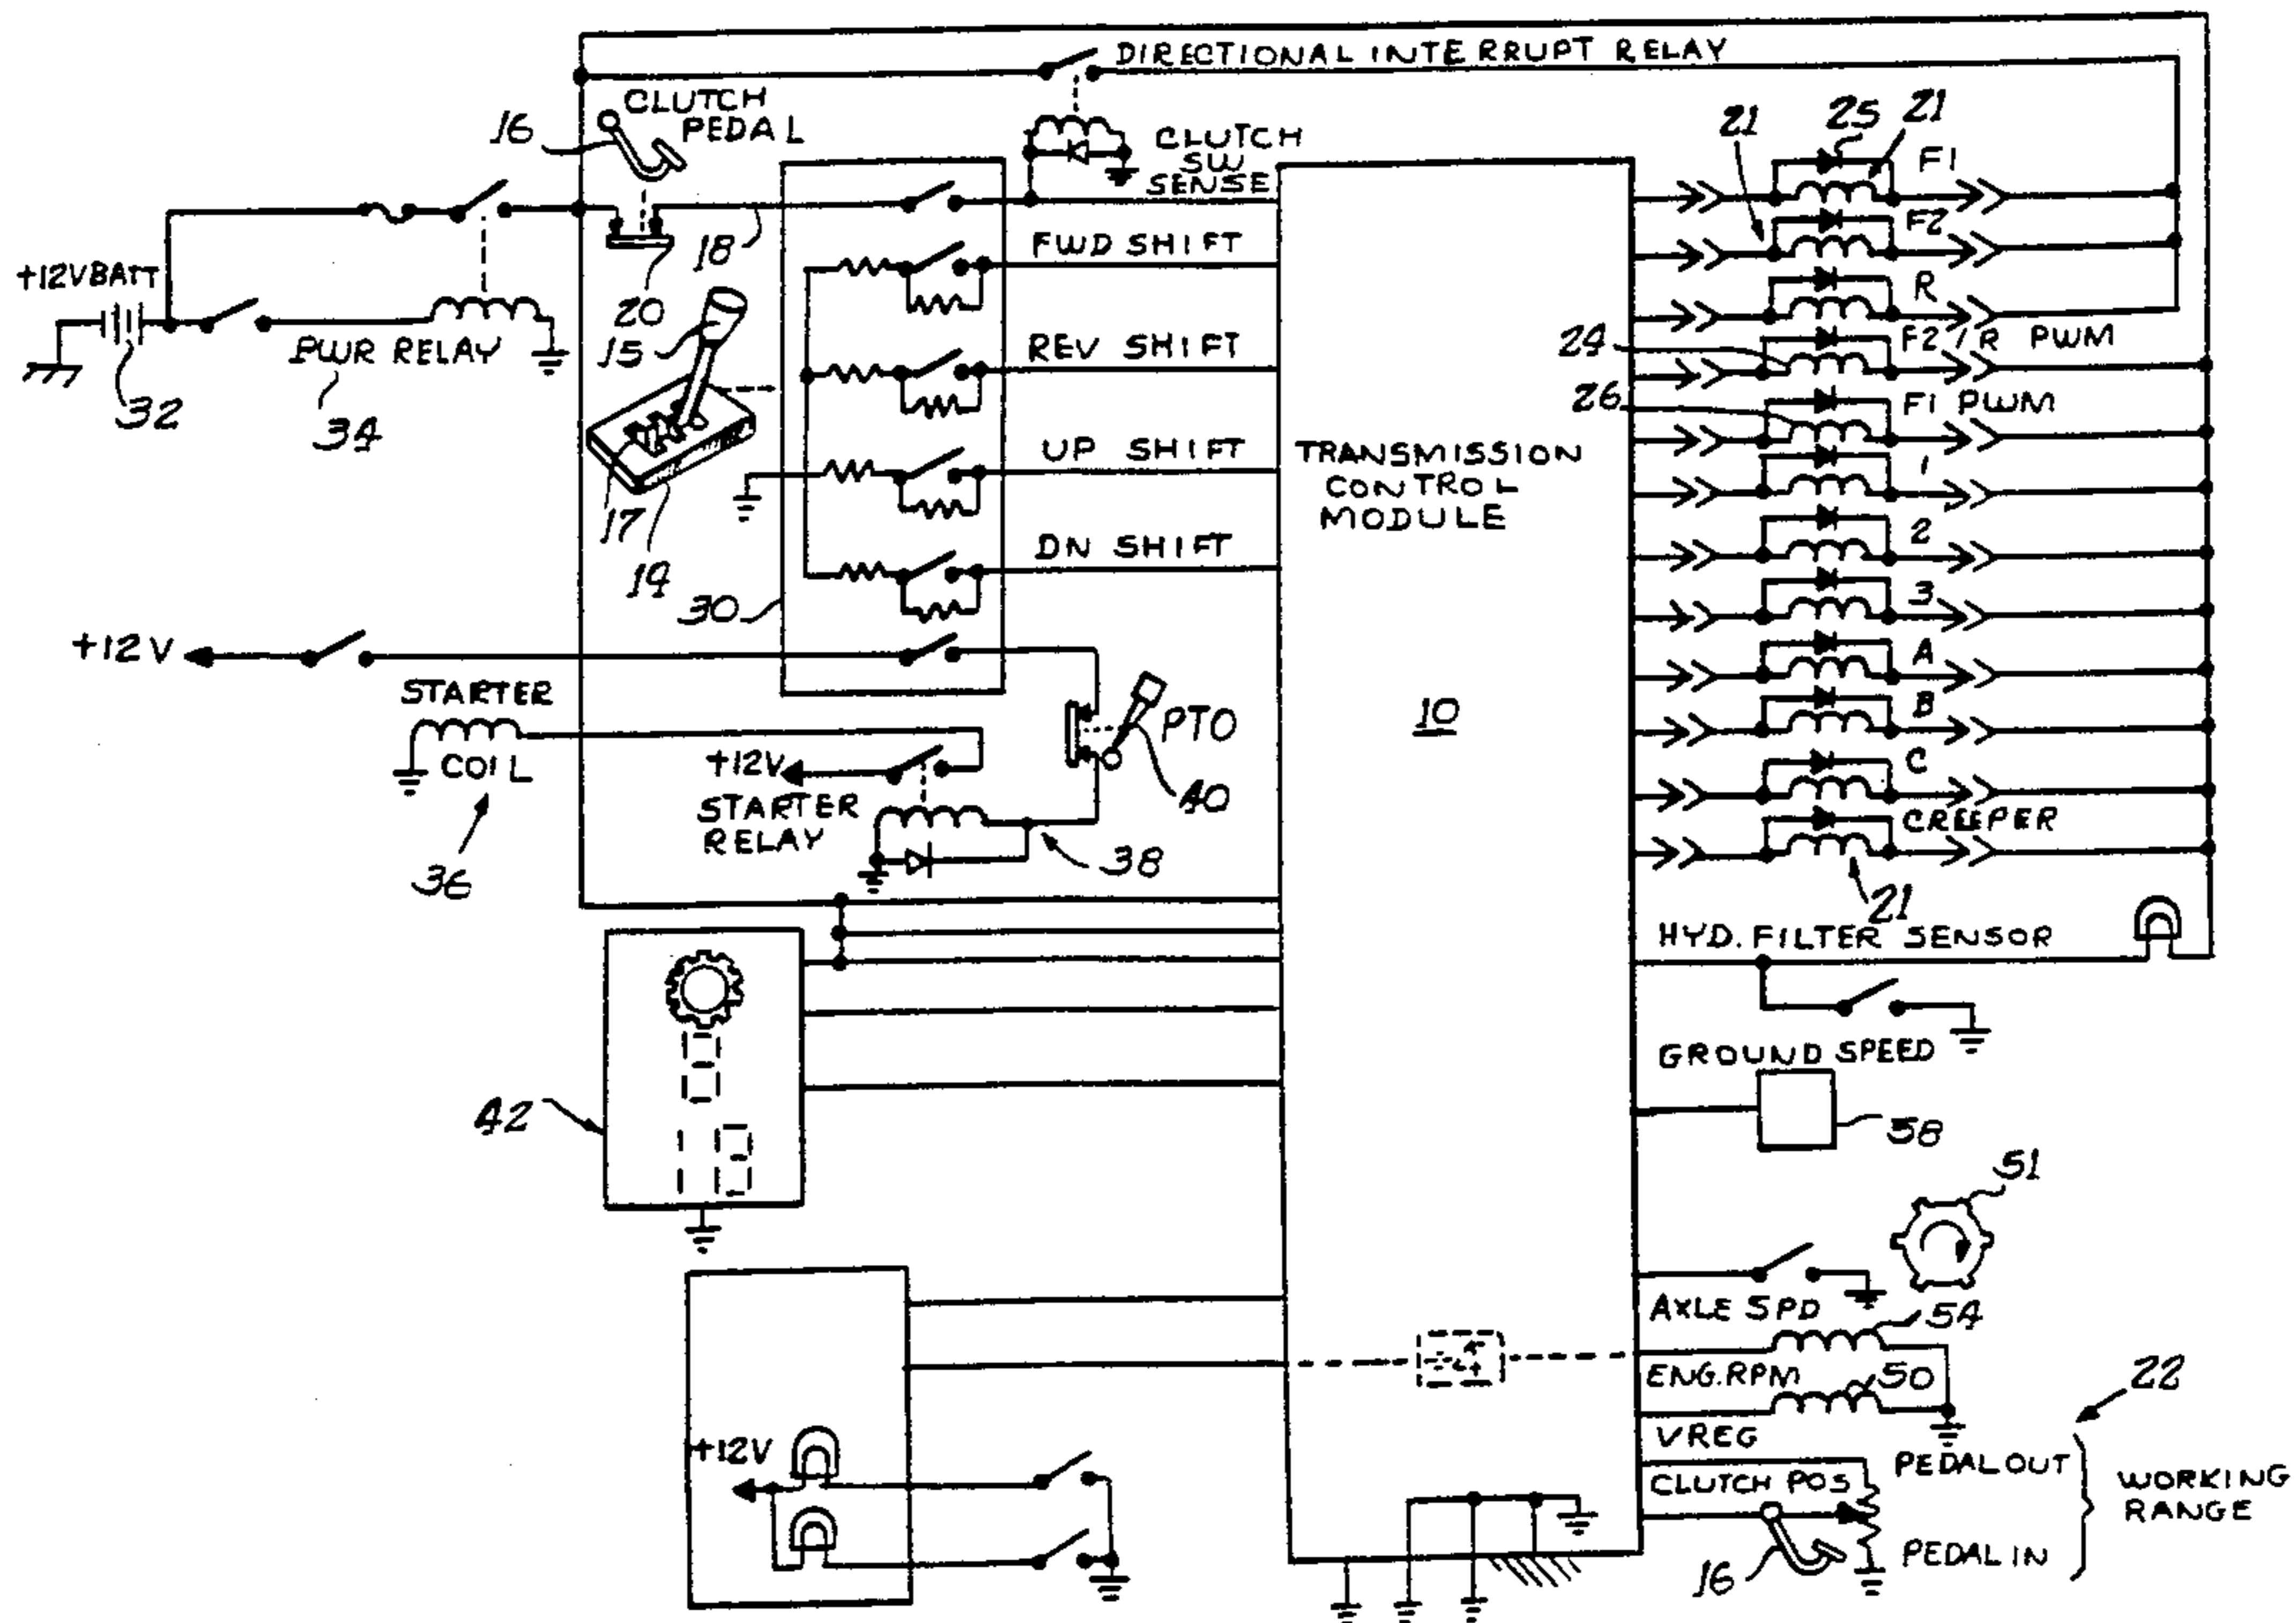 DIRECTIONAL INTERRUPT RELAY
CLUTCH
PEDAL
16
CLUTCH
SW
SENSE
21
25
21
F1
18
20
FWD SHIFT
F2
+12VBATT
R
PWR RELAY
15
REV SHIFT
24
F2/R PWM
32
34
26
F1 PWM
17
14
UP SHIFT
TRANSMISSION
CONTROL
MODULE
1
2
DN SHIFT
30
3
+12V
A
STARTER
COIL
36
PTO
40
10
B
+12V
STARTER
RELAY
38
C
CREEPER
21
HYD. FILTER SENSOR
GROUND SPEED
58
42
51
AXLE SPD
54
ENG. RPM
50
22
VREG
+12V
CLUTCH POS
PEDAL OUT
WORKING
RANGE
16
PEDAL IN